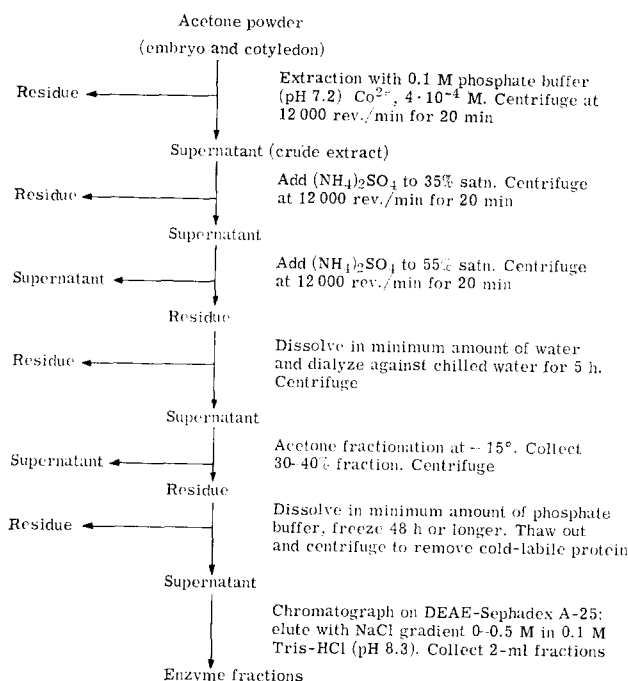 Acetone powder
(embryo and cotyledon)
Extraction with 0.1 M phosphate buffer
Residue
(pH 7.2) Co²⁺, 4·10⁻⁴ M. Centrifuge at
12 000 rev./min for 20 min
Supernatant (crude extract)
Add (NH₄)₂SO₄ to 35% satn. Centrifuge
Residue
at 12 000 rev./min for 20 min
Supernatant
Add (NH₄)₂SO₄ to 55% satn. Centrifuge
Supernatant
at 12 000 rev./min for 20 min
Residue
Dissolve in minimum amount of water
Residue
and dialyze against chilled water for 5 h.
Centrifuge
Supernatant
Acetone fractionation at – 15°. Collect
Supernatant
30–40% fraction. Centrifuge
Residue
Dissolve in minimum amount of phosphate
Residue
buffer, freeze 48 h or longer. Thaw out
and centrifuge to remove cold-labile protein
Supernatant
Chromatograph on DEAE-Sephadex A-25;
elute with NaCl gradient 0–0.5 M in 0.1 M
Tris-HCl (pH 8.3). Collect 2-ml fractions
Enzyme fractions